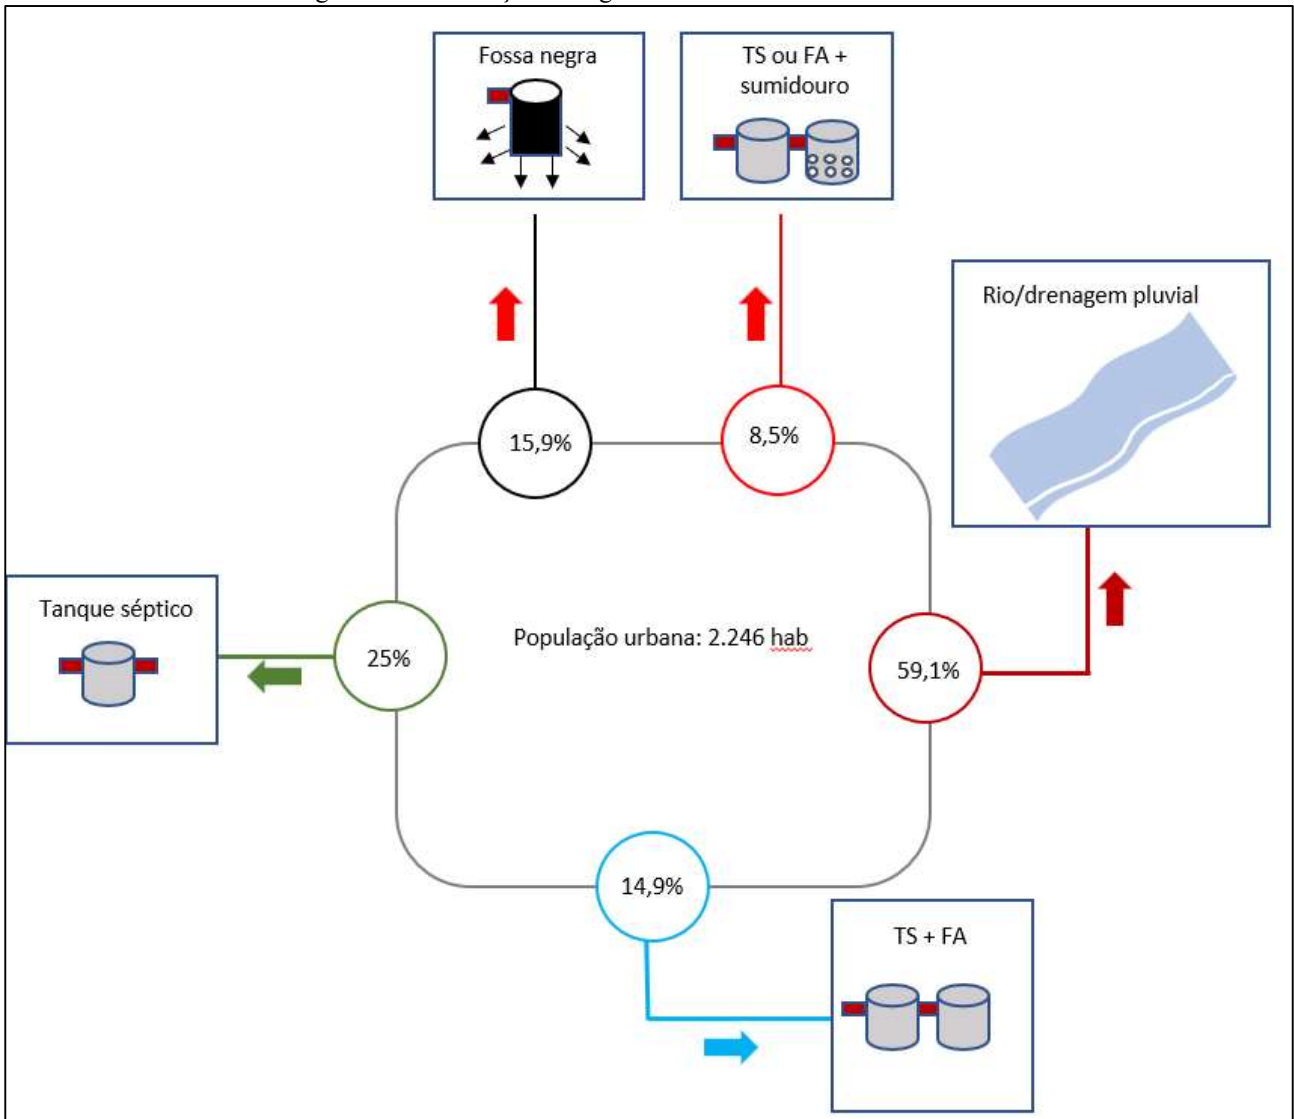 Fossa negra
TS ou FA +
sumidouro
Rio/drenagem pluvial
15,9%
8,5%
Tanque séptico
População urbana: 2.246 hab
25%
59,1%
14,9%
TS + FA